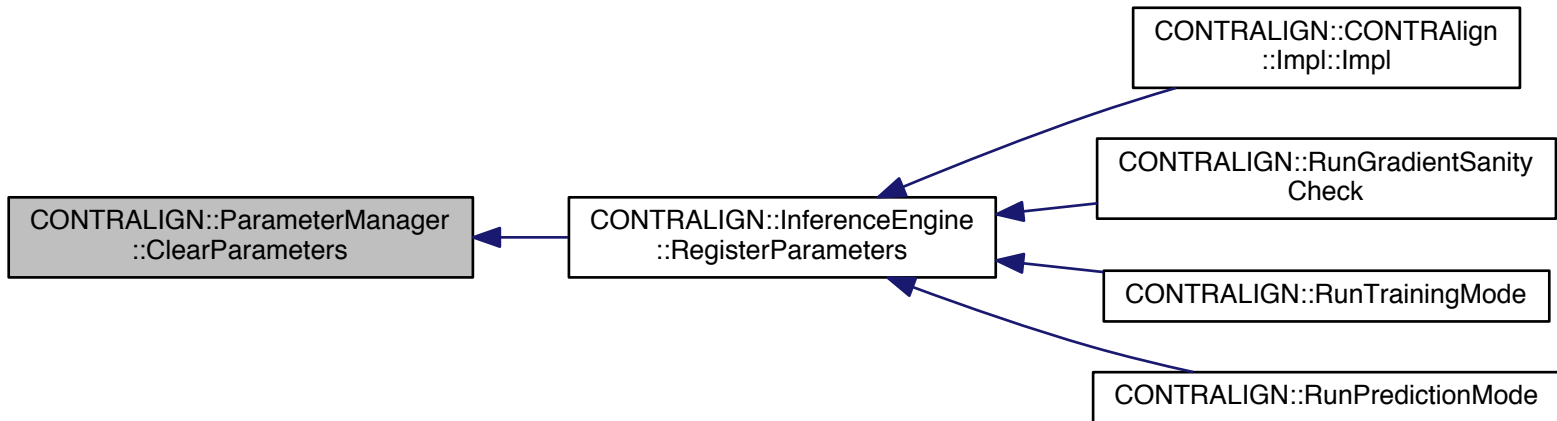 CONTRALIGN::CONTRAlign
::Impl::Impl
CONTRALIGN::RunGradientSanity
Check
CONTRALIGN::ParameterManager
::ClearParameters
CONTRALIGN::InferenceEngine
::RegisterParameters
CONTRALIGN::RunTrainingMode
CONTRALIGN::RunPredictionMode